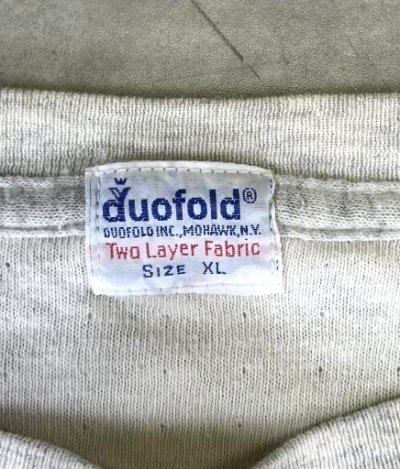 duofold®
DUOFOLD INC., MOHAWK, N.Y.
Two Layer Fabric
SIZE XL